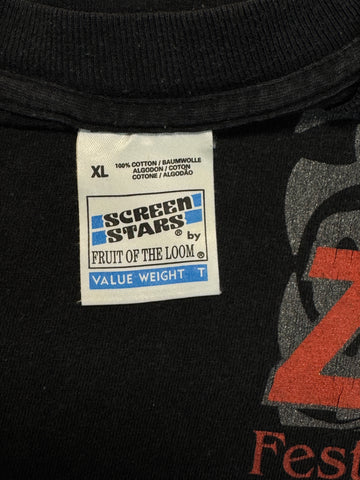 XL
100% COTTON / BAUMWOLLE
ALGODON / COTON
COTONE / ALGODÃO
SCREEN
STARS® by
FRUIT OF THE LOOM®
VALUE WEIGHT T
Z
Fest